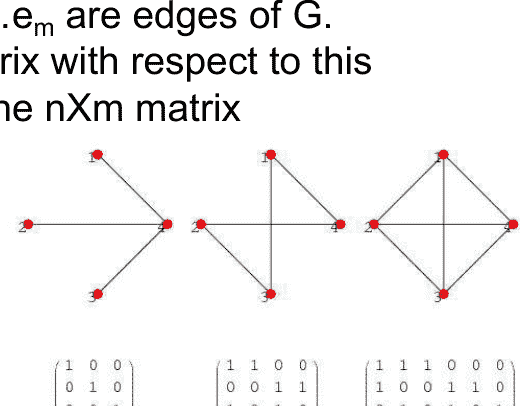 .eₘ are edges of G.
rix with respect to this
ne nXm matrix
1 1 1
2 4 2 4 2 4
3 3 3
1 0 0 1 1 0 0 1 1 1 0 0 0
0 1 0 0 0 1 1 1 0 0 1 1 0